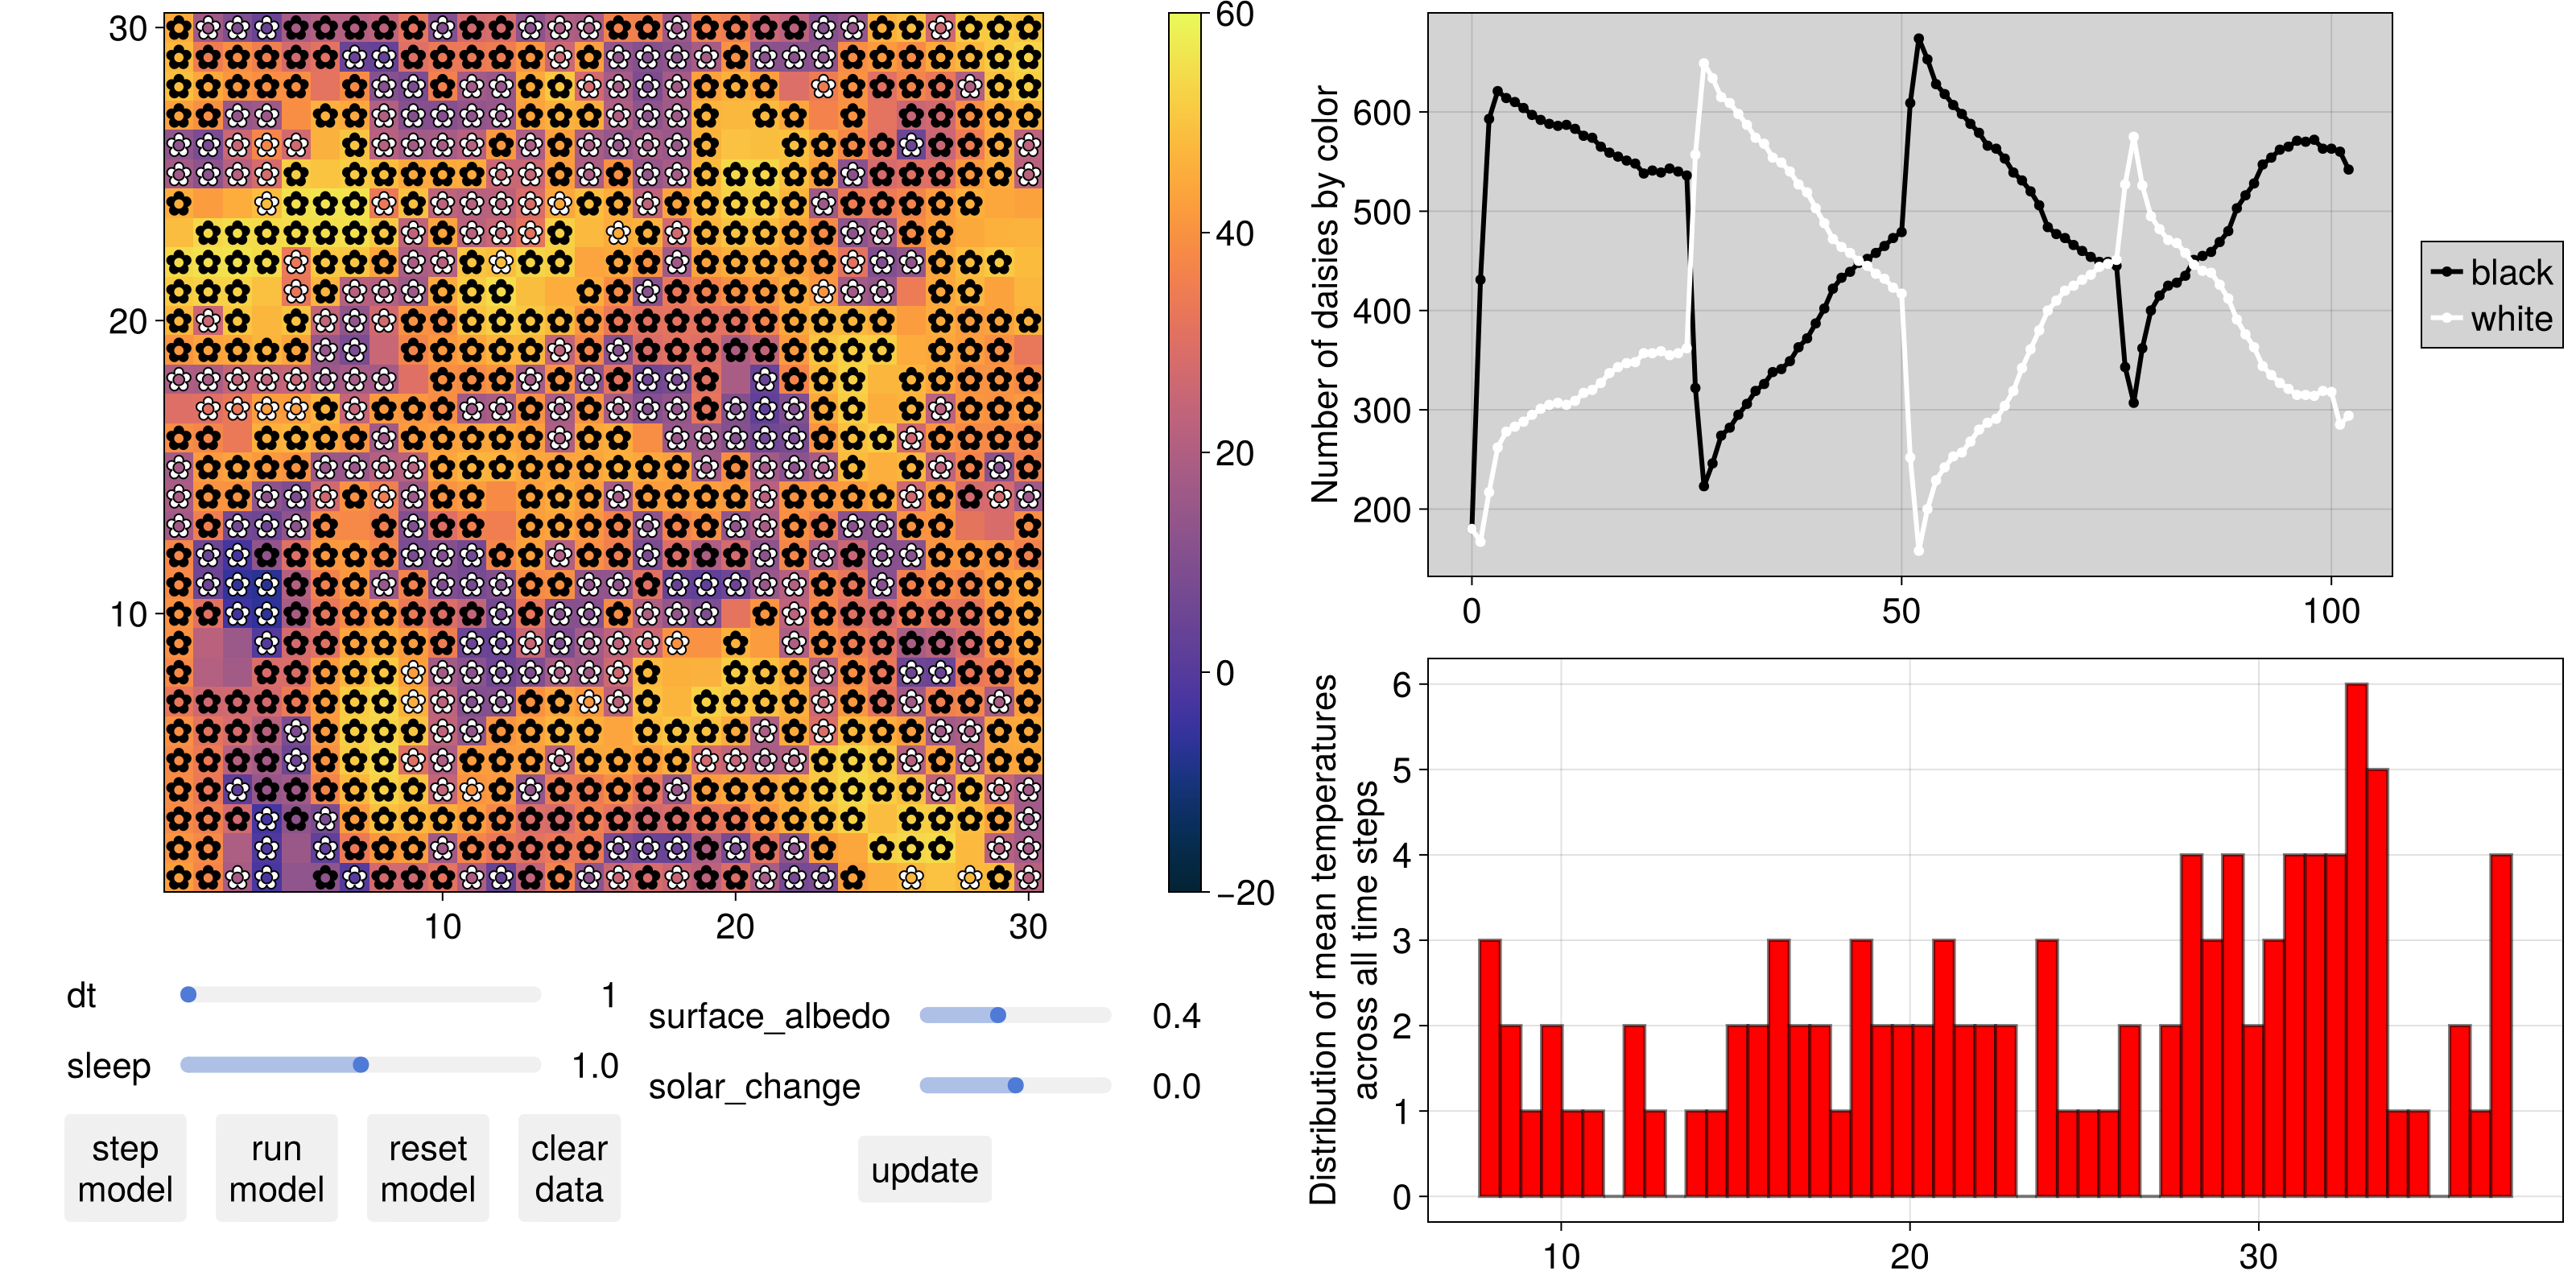 30
20
10
10
20
30
60
40
20
0
−20
Number of daisies by color
600
500
400
300
200
0
50
100
black
white
Distribution of mean temperatures
across all time steps
6
5
4
3
2
1
0
10
20
30
dt
1
sleep
1.0
surface_albedo
0.4
solar_change
0.0
step
model
run
model
reset
model
clear
data
update